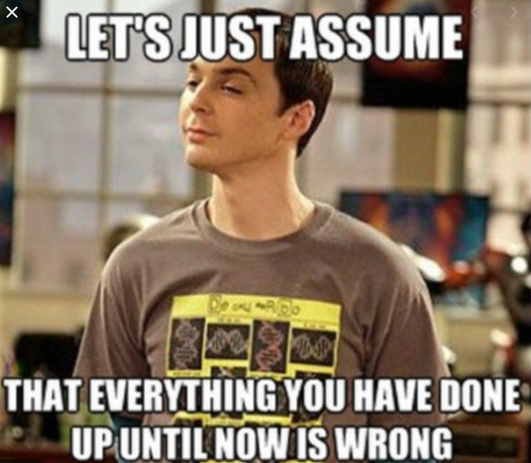 LET'S JUST ASSUME
THAT EVERYTHING YOU HAVE DONE
UP UNTIL NOW IS WRONG